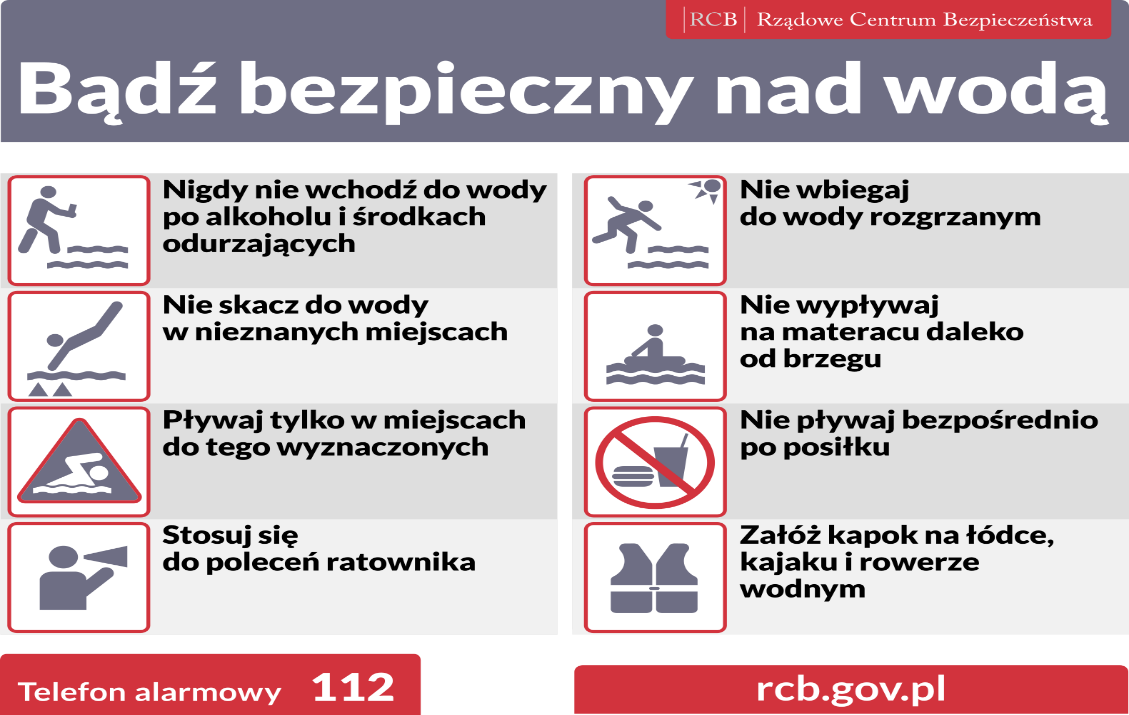 |RCB| Rządowe Centrum Bezpieczeństwa
Bądź bezpieczny nad wodą
Nigdy nie wchodź do wody
po alkoholu i środkach
odurzających
Nie skacz do wody
w nieznanych miejscach
Pływaj tylko w miejscach
do tego wyznaczonych
Stosuj się
do poleceń ratownika
Nie wbiegaj
do wody rozgrzanym
Nie wypływaj
na materacu daleko
od brzegu
Nie pływaj bezpośrednio
po posiłku
Załóż kapok na łódce,
kajaku i rowerze
wodnym
Telefon alarmowy 112
rcb.gov.pl